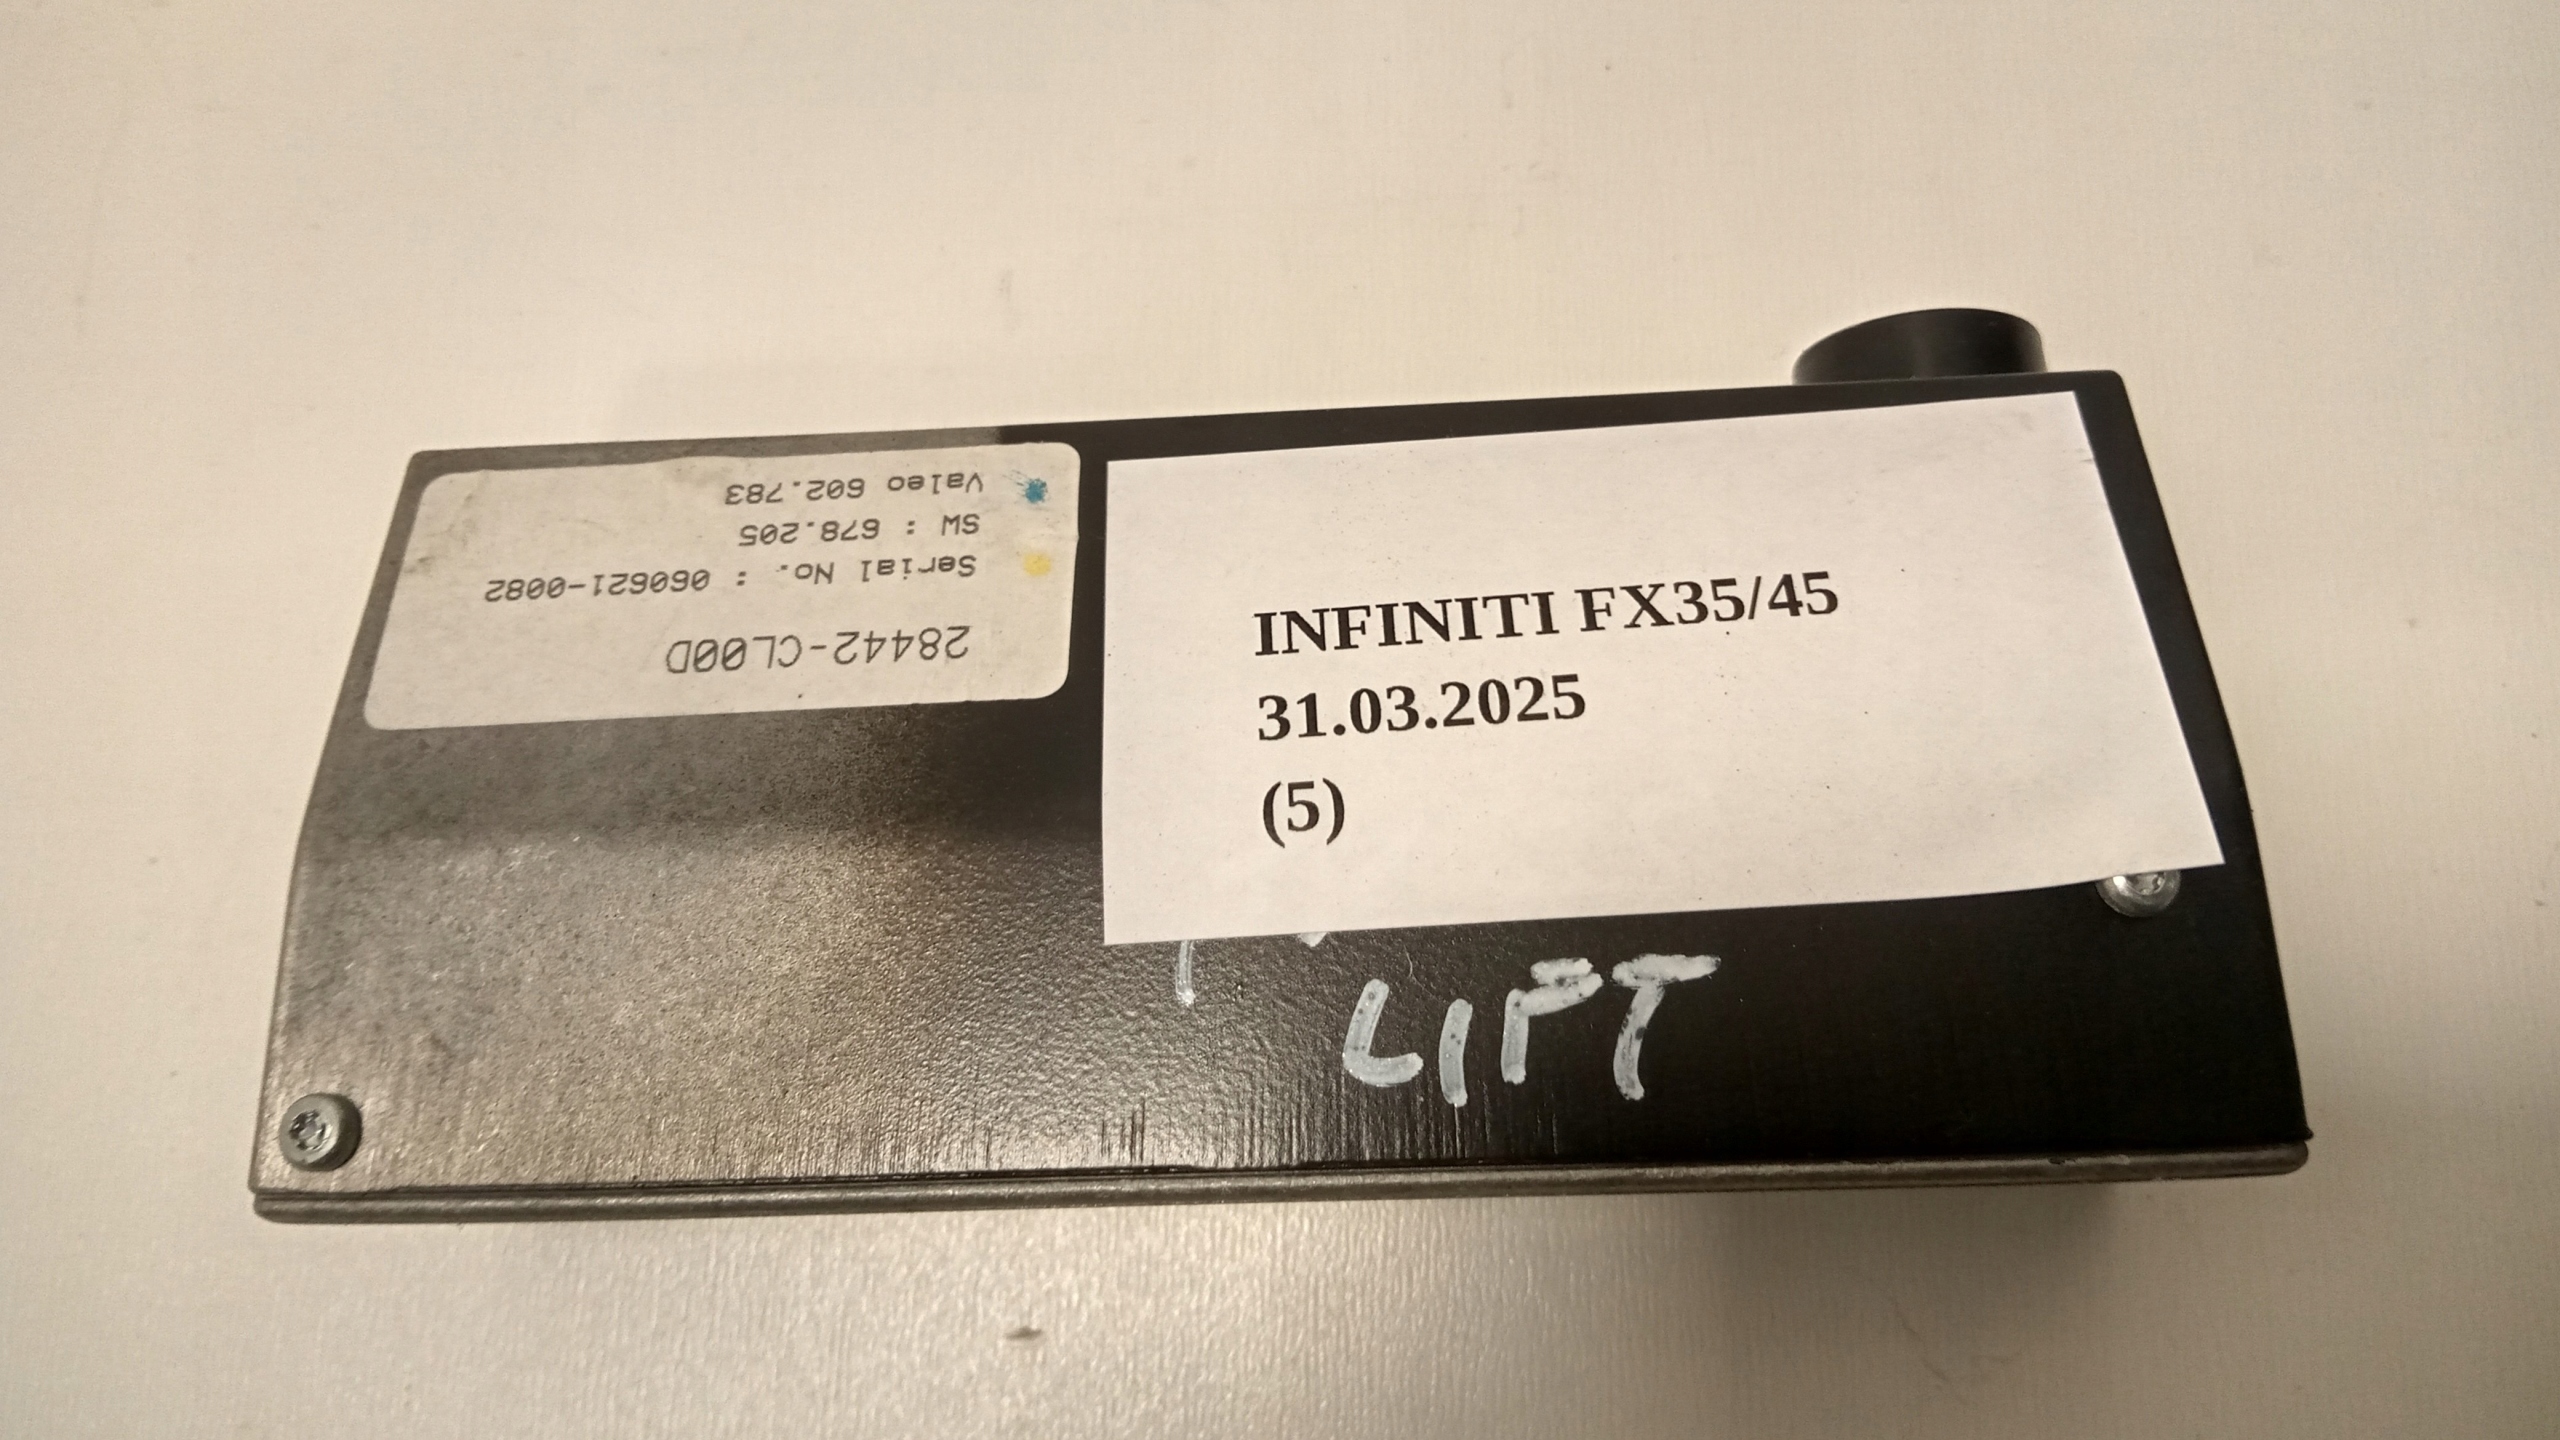 Valeo 602.783
SW : 678.205
Serial No. : 060621-0082
28442-CL00D
INFINITI FX35/45
31.03.2025
(5)
LIFT